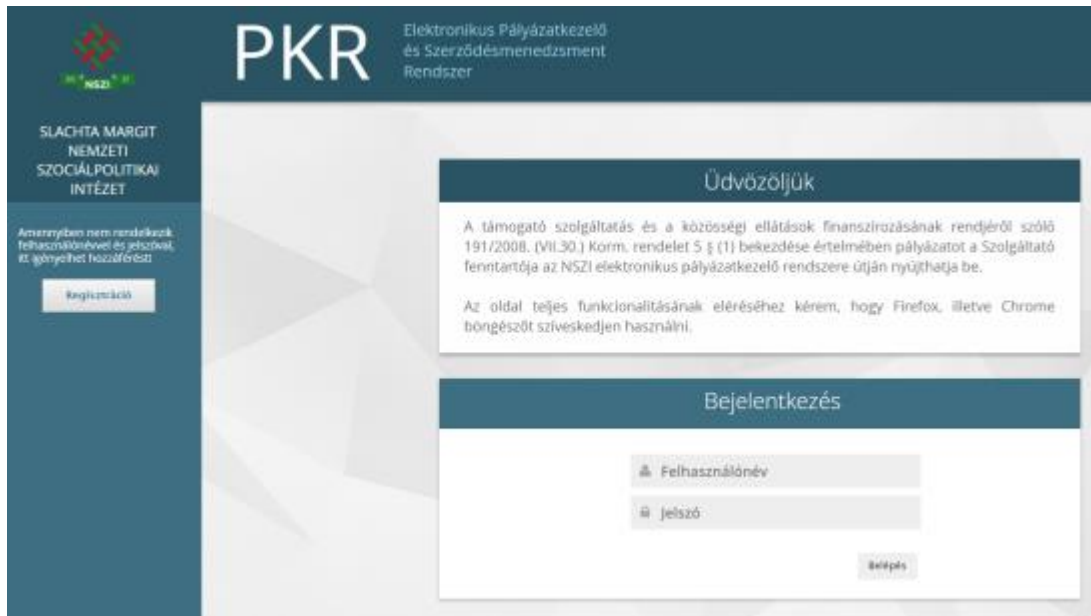 PKR
Elektronikus Pályázatkezelő
és Szerződésmenedzsment
Rendszer
NSZI
SLACHTA MARGIT
NEMZETI
SZOCIÁLPOLITIKAI
INTÉZET
Amennyiben nem rendelkezik
felhasználónévvel és jelszóval,
itt igényelhet hozzáférést!
Regisztráció
Üdvözöljük
A támogató szolgáltatás és a közösségi ellátások finanszírozásának rendjéről szóló
191/2008. (VII.30.) Korm. rendelet 5 § (1) bekezdése értelmében pályázatot a Szolgáltató
fenntartója az NSZI elektronikus pályázatkezelő rendszere útján nyújthatja be.
Az oldal teljes funkcionalitásának eléréséhez kérem, hogy Firefox, illetve Chrome
böngészőt szíveskedjen használni.
Bejelentkezés
Felhasználónév
Jelszó
Belépés